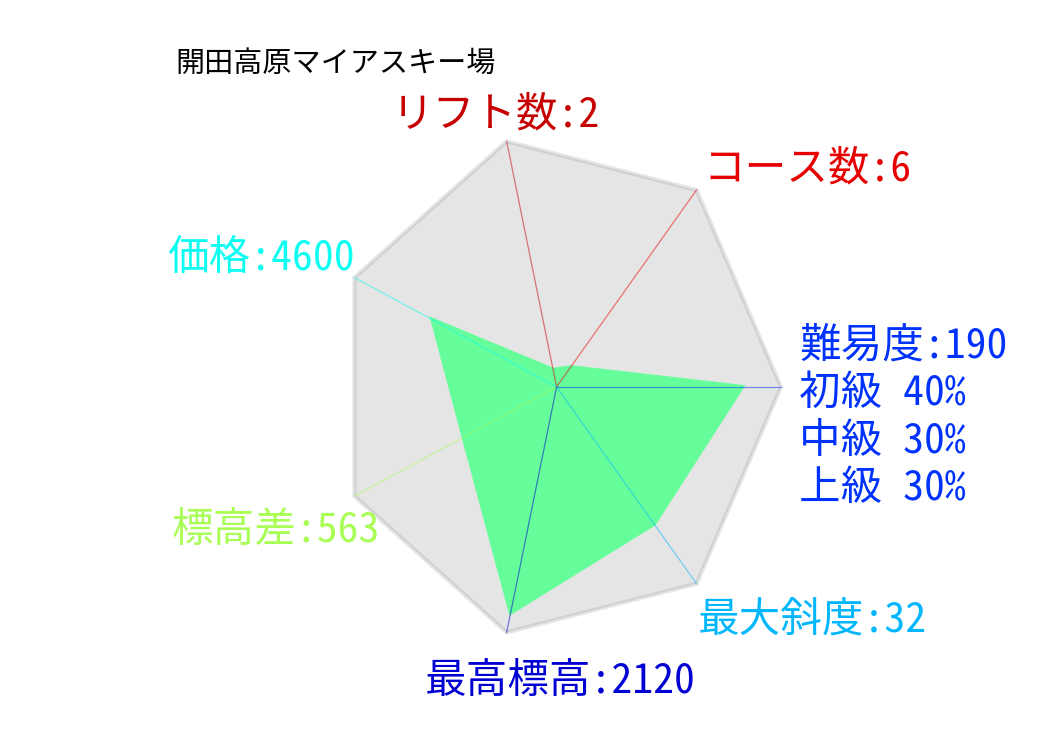 開田高原マイアスキー場
リフト数:2
コース数:6
価格:4600
難易度:190
初級 40%
中級 30%
上級 30%
標高差:563
最大斜度:32
最高標高:2120